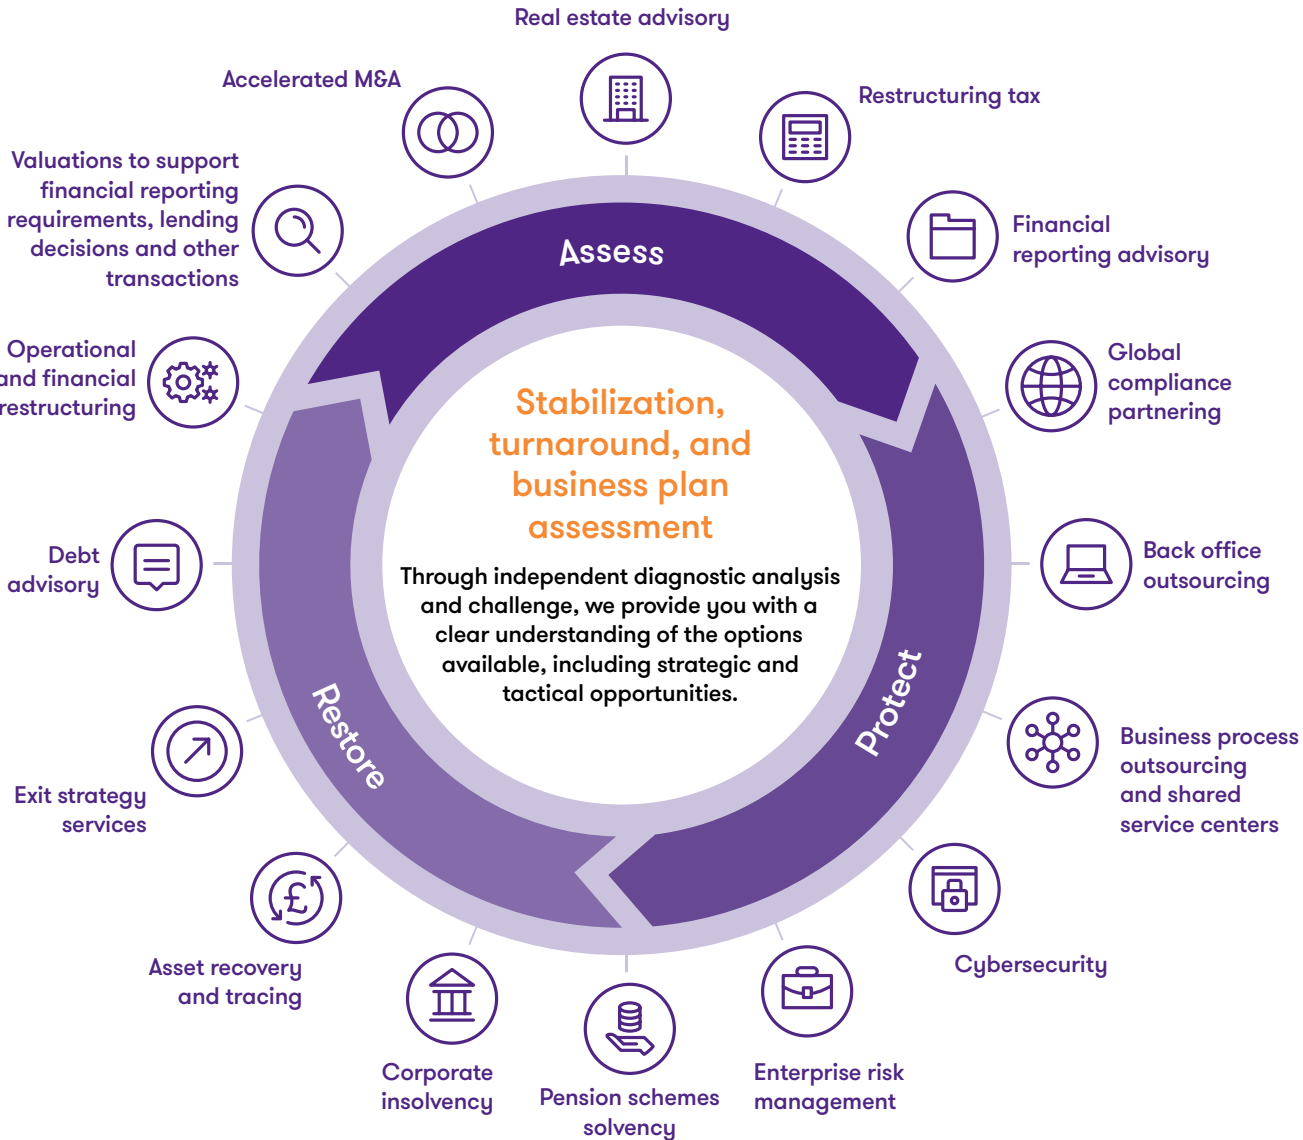 Real estate advisory
Accelerated M&A
Restructuring tax
Valuations to support
financial reporting
requirements, lending
decisions and other
transactions
Financial
reporting advisory
Assess
Operational
and financial
restructuring
Global
compliance
partnering
Stabilization,
turnaround, and
business plan
assessment
Through independent diagnostic analysis
and challenge, we provide you with a
clear understanding of the options
available, including strategic and
tactical opportunities.
Debt
advisory
Back office
outsourcing
Restore
Protect
Exit strategy
services
Business process
outsourcing
and shared
service centers
£
Asset recovery
and tracing
Cybersecurity
Corporate
insolvency
Pension schemes
solvency
Enterprise risk
management